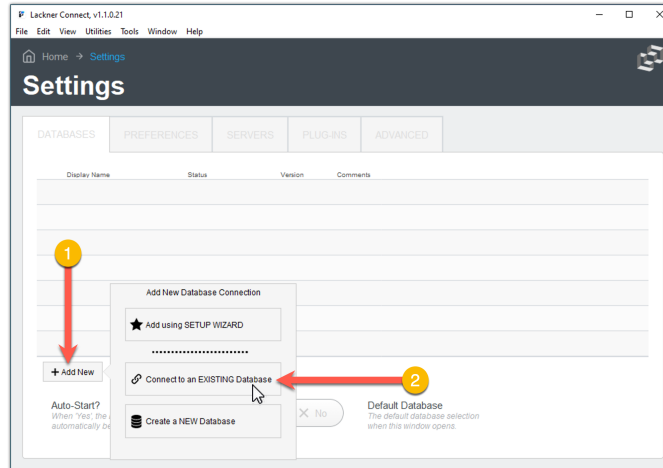 Lackner Connect, v1.1.0.21
File Edit View Utilities Tools Window Help
Home → Settings
Settings
DATABASES PREFERENCES SERVERS PLUG-INS ADVANCED
Display Name Status Version Comments
1
Add New Database Connection
Add using SETUP WIZARD
+ Add New
Connect to an EXISTING Database
2
Create a NEW Database
Auto-Start?
When 'Yes', the
automatically be
No
Default Database
The default database selection
when this window opens.